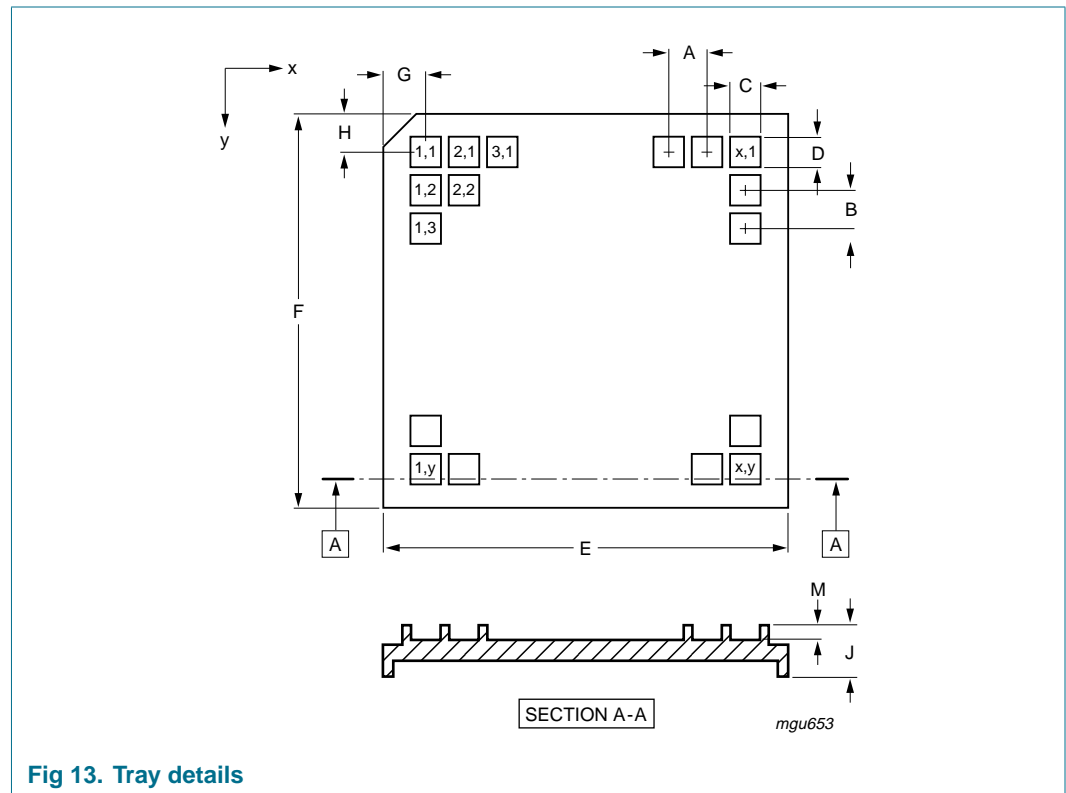 A
x
G
C
H
y
1,1 2,1 3,1 x,1
D
1,2 2,2
B
1,3
F
1,y x,y
A A
E
M
J
SECTION A-A
mgu653
Fig 13. Tray details